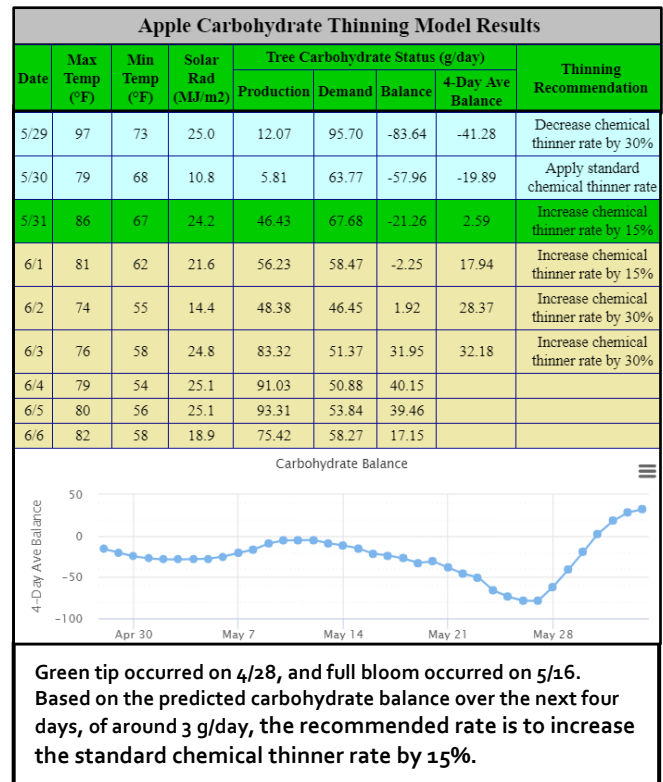 Apple Carbohydrate Thinning Model Results
Date Max Temp (°F) Min Temp (°F) Solar Rad (MJ/m2) Tree Carbohydrate Status (g/day) Thinning Recommendation
Production Demand Balance 4-Day Ave Balance
5/29 97 73 25.0 12.07 95.70 -83.64 -41.28 Decrease chemical thinner rate by 30%
5/30 79 68 10.8 5.81 63.77 -57.96 -19.89 Apply standard chemical thinner rate
5/31 86 67 24.2 46.43 67.68 -21.26 2.59 Increase chemical thinner rate by 15%
6/1 81 62 21.6 56.23 58.47 -2.25 17.94 Increase chemical thinner rate by 15%
6/2 74 55 14.4 48.38 46.45 1.92 28.37 Increase chemical thinner rate by 30%
6/3 76 58 24.8 83.32 51.37 31.95 32.18 Increase chemical thinner rate by 30%
6/4 79 54 25.1 91.03 50.88 40.15
6/5 80 56 25.1 93.31 53.84 39.46
6/6 82 58 18.9 75.42 58.27 17.15
Carbohydrate Balance
4-Day Ave Balance
50
0
-50
-100
Apr 30 May 7 May 14 May 21 May 28
Green tip occurred on 4/28, and full bloom occurred on 5/16.
Based on the predicted carbohydrate balance over the next four
days, of around 3 g/day, the recommended rate is to increase
the standard chemical thinner rate by 15%.